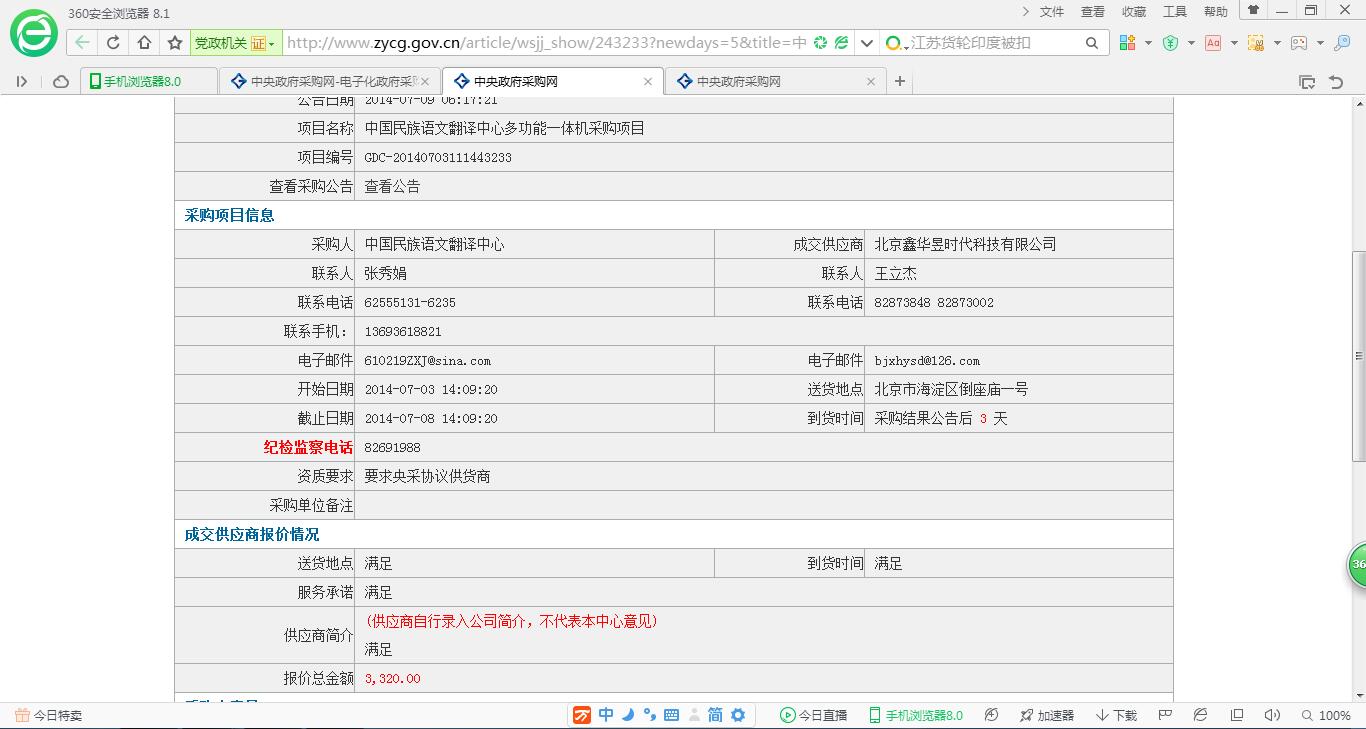 360安全浏览器 8.1
文件 查看 收藏 工具 帮助
党政机关 证 http://www.zycg.gov.cn/article/wsjj_show/243233?newdays=5&title=中 江苏货轮印度被扣
手机浏览器8.0 中央政府采购网-电子化政府采购 中央政府采购网 中央政府采购网
公告日期 2014-07-09 06:17:21
项目名称 中国民族语文翻译中心多功能一体机采购项目
项目编号 GDC-20140703111443233
查看采购公告 查看公告
采购项目信息
采购人 中国民族语文翻译中心 成交供应商 北京鑫华昱时代科技有限公司
联系人 张秀娟 联系人 王立杰
联系电话 62555131-6235 联系电话 82873848 82873002
联系手机： 13693618821
电子邮件 610219ZXJ@sina.com 电子邮件 bjxhysd@126.com
开始日期 2014-07-03 14:09:20 送货地点 北京市海淀区倒座庙一号
截止日期 2014-07-08 14:09:20 到货时间 采购结果公告后 3 天
纪检监察电话 82691988
资质要求 要求央采协议供货商
采购单位备注
成交供应商报价情况
送货地点 满足 到货时间 满足
服务承诺 满足
供应商简介 (供应商自行录入公司简介，不代表本中心意见)
满足
报价总金额 3,320.00
今日特卖 中 简 今日直播 手机浏览器8.0 加速器 下载 100%